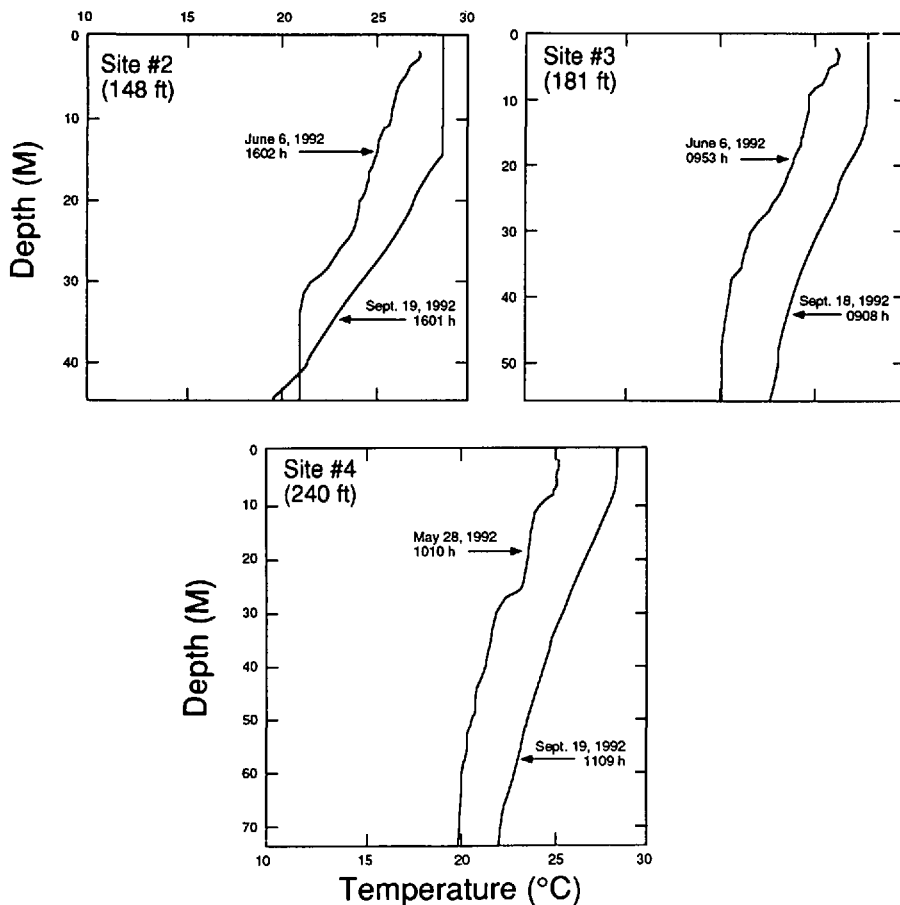 10 15 20 25 30
Site #2
(148 ft)
June 6, 1992
1602 h
Sept. 19, 1992
1601 h
0
10
20
30
40
Depth (M)
Site #3
(181 ft)
June 6, 1992
0953 h
Sept. 18, 1992
0908 h
0
10
20
30
40
50
Site #4
(240 ft)
May 28, 1992
1010 h
Sept. 19, 1992
1109 h
0
10
20
30
40
50
60
70
Depth (M)
10 15 20 25 30
Temperature (°C)